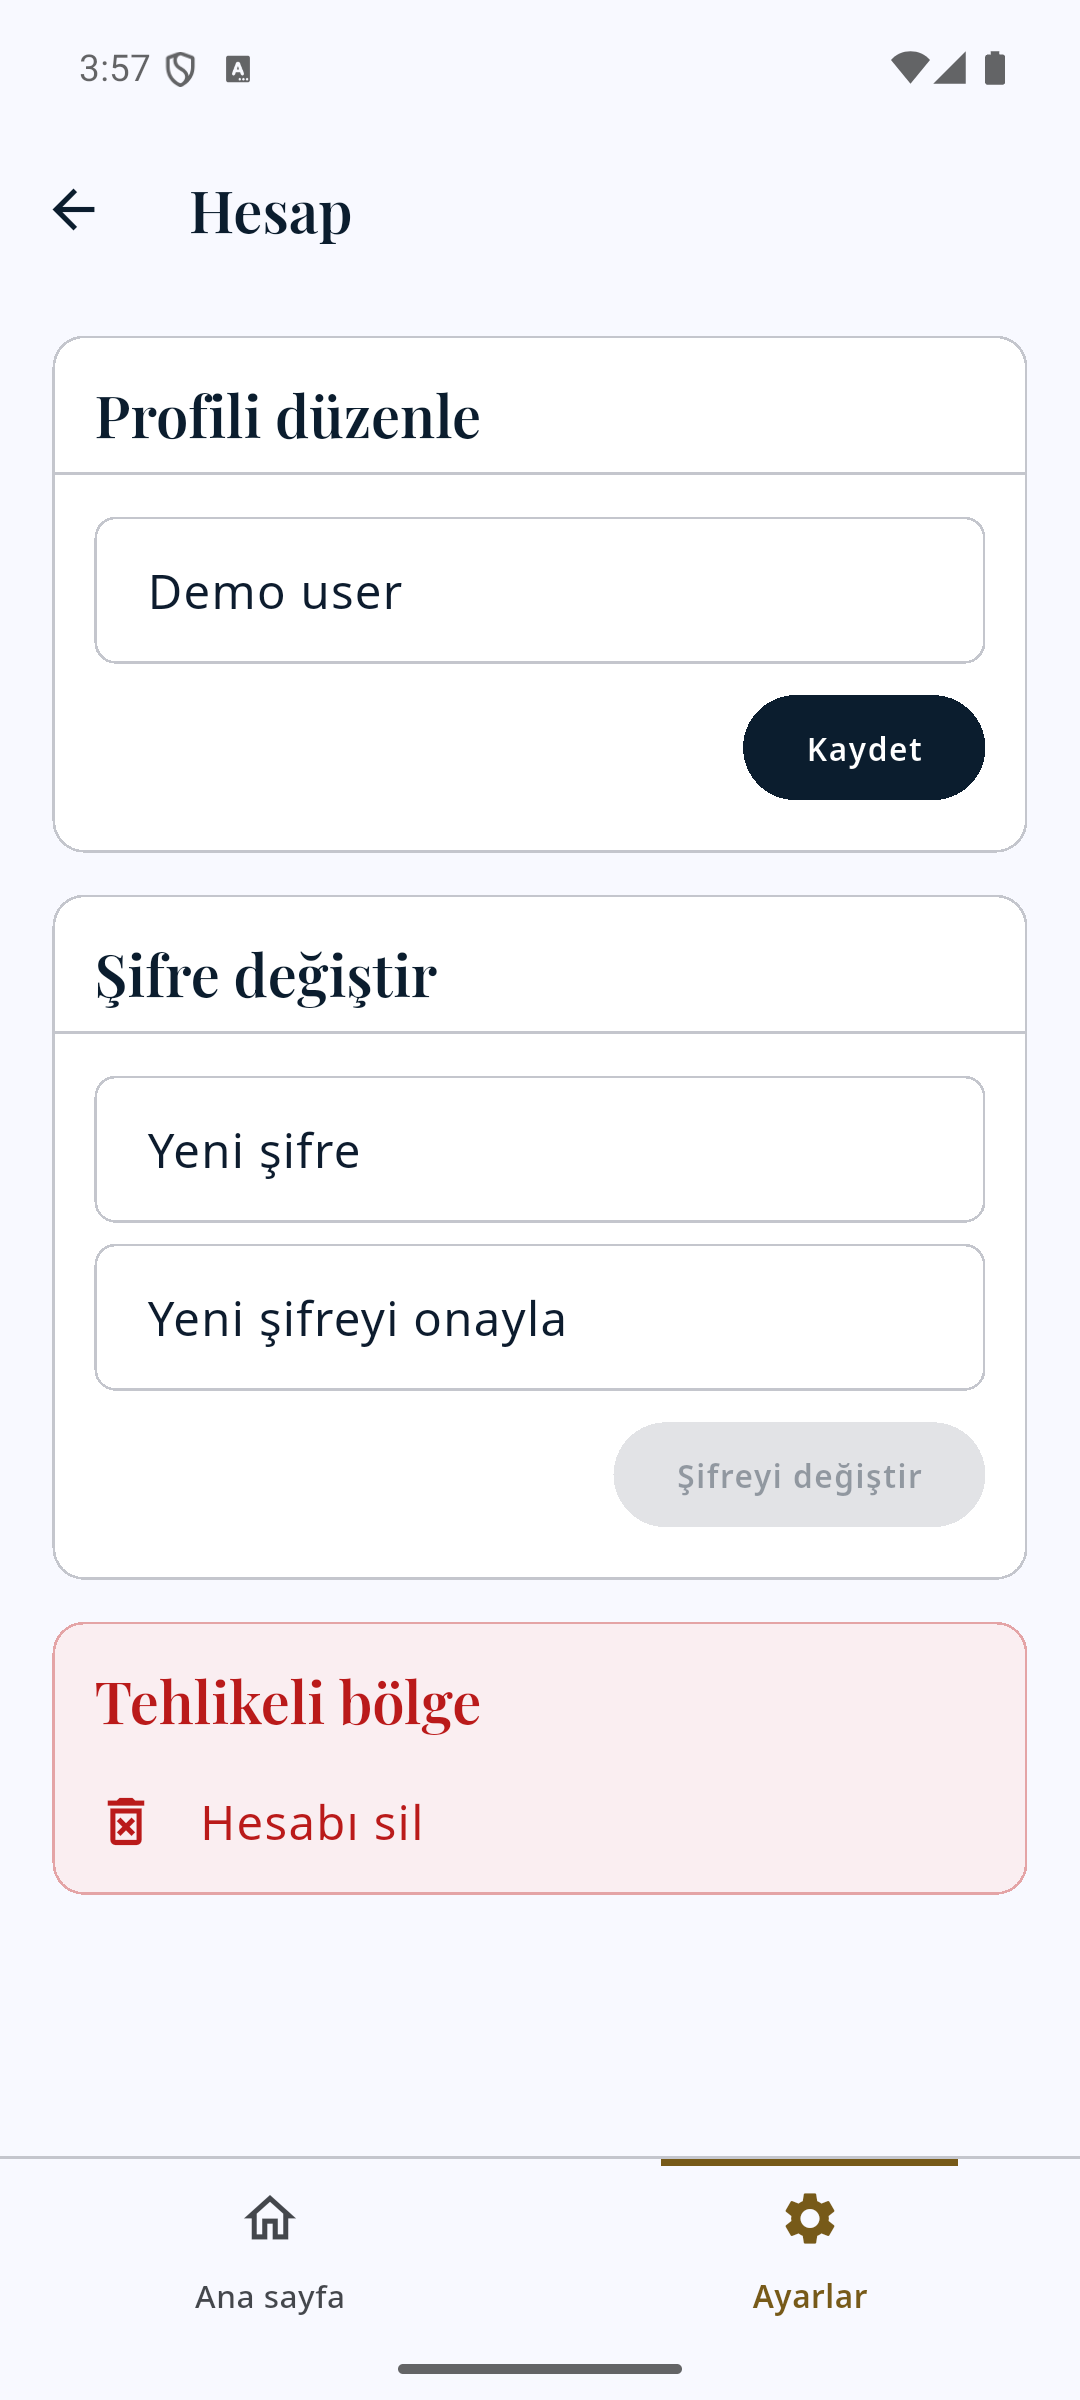 3:57
Hesap
Profili düzenle
Demo user
Kaydet
Şifre değiştir
Yeni şifre
Yeni şifreyi onayla
Şifreyi değiştir
Tehlikeli bölge
Hesabı sil
Ana sayfa
Ayarlar